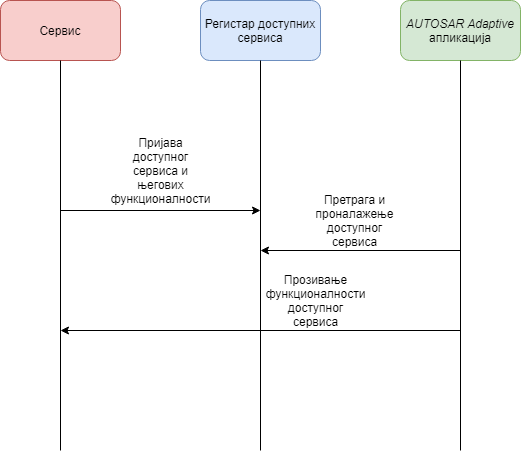 Сервис
Регистар доступних
сервиса
AUTOSAR Adaptive
апликација
Пријава
доступног
сервиса и
његових
функционалности
Претрага и
проналажење
доступног
сервиса
Прозивање
функционалности
доступног
сервиса